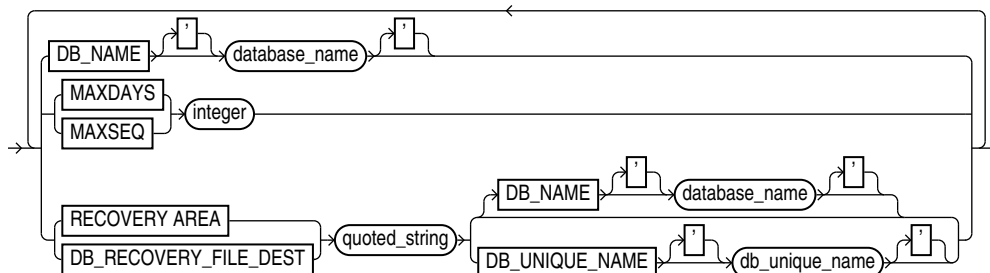 DB_NAME ' database_name '
MAXDAYS
integer
MAXSEQ
DB_NAME ' database_name '
RECOVERY AREA
quoted_string
DB_RECOVERY_FILE_DEST
DB_UNIQUE_NAME ' db_unique_name '